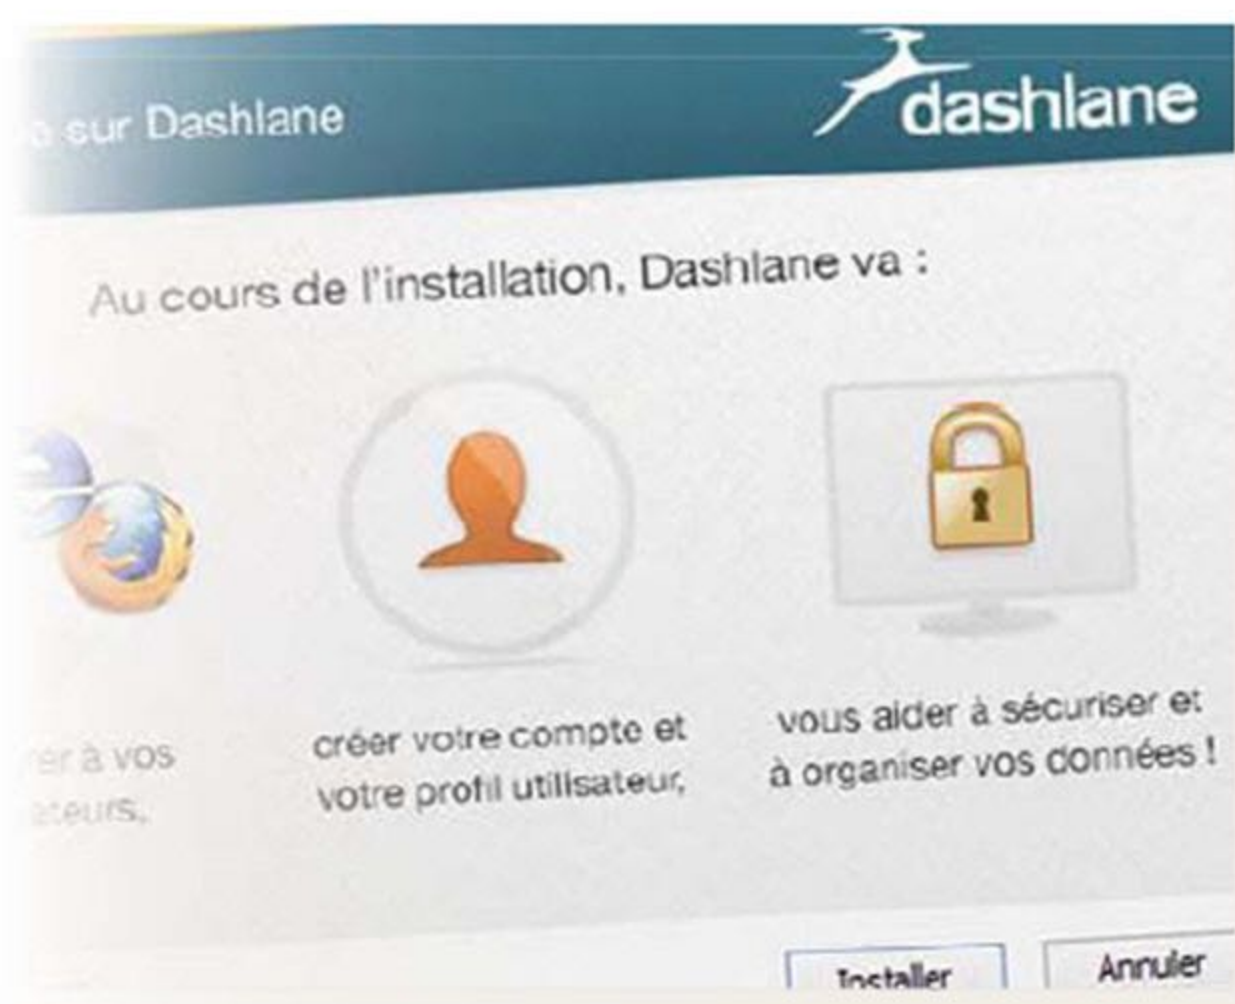 sur Dashlane
dashlane
Au cours de l'installation, Dashlane va :
à vos
créer votre compte et
votre profil utilisateur,
vous aider à sécuriser et
à organiser vos données !
Installer
Annuler